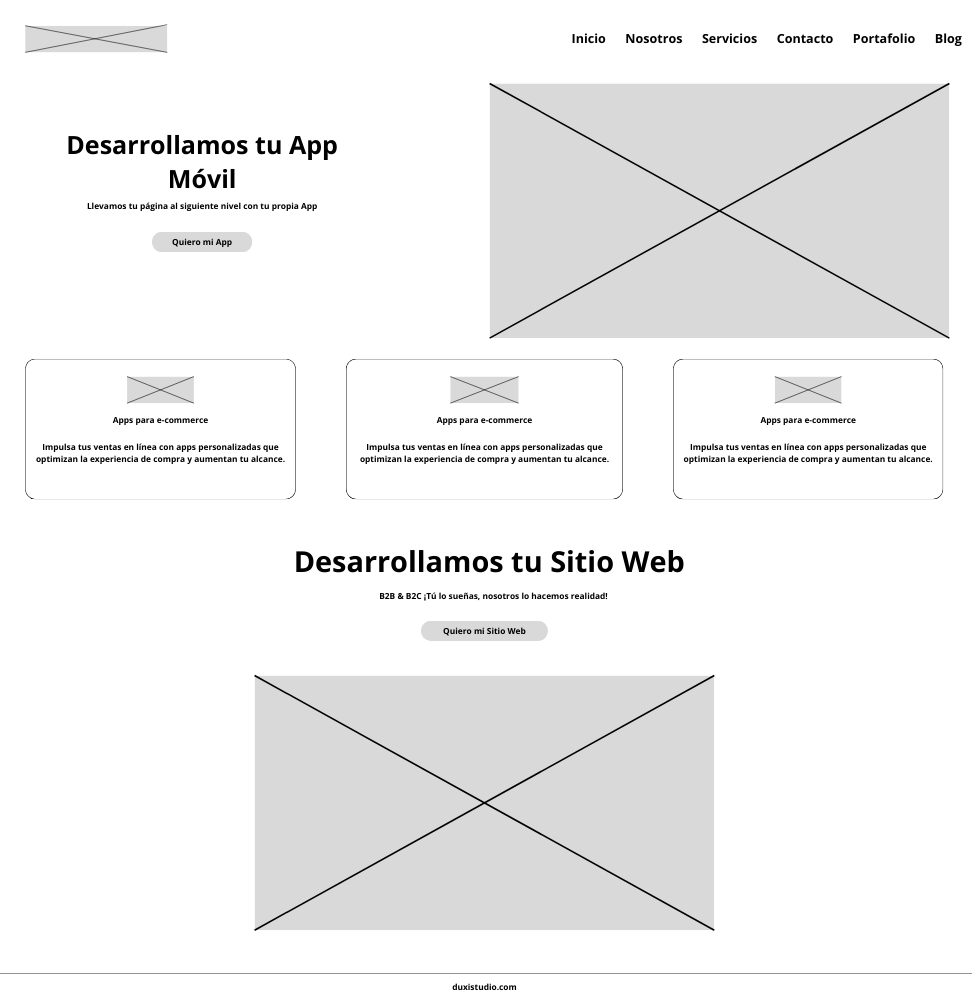 Inicio Nosotros Servicios Contacto Portafolio Blog
Desarrollamos tu App
Móvil
Llevamos tu página al siguiente nivel con tu propia App
Quiero mi App
Apps para e-commerce
Impulsa tus ventas en línea con apps personalizadas que
optimizan la experiencia de compra y aumentan tu alcance.
Apps para e-commerce
Impulsa tus ventas en línea con apps personalizadas que
optimizan la experiencia de compra y aumentan tu alcance.
Apps para e-commerce
Impulsa tus ventas en línea con apps personalizadas que
optimizan la experiencia de compra y aumentan tu alcance.
Desarrollamos tu Sitio Web
B2B & B2C ¡Tú lo sueñas, nosotros lo hacemos realidad!
Quiero mi Sitio Web
duxistudio.com